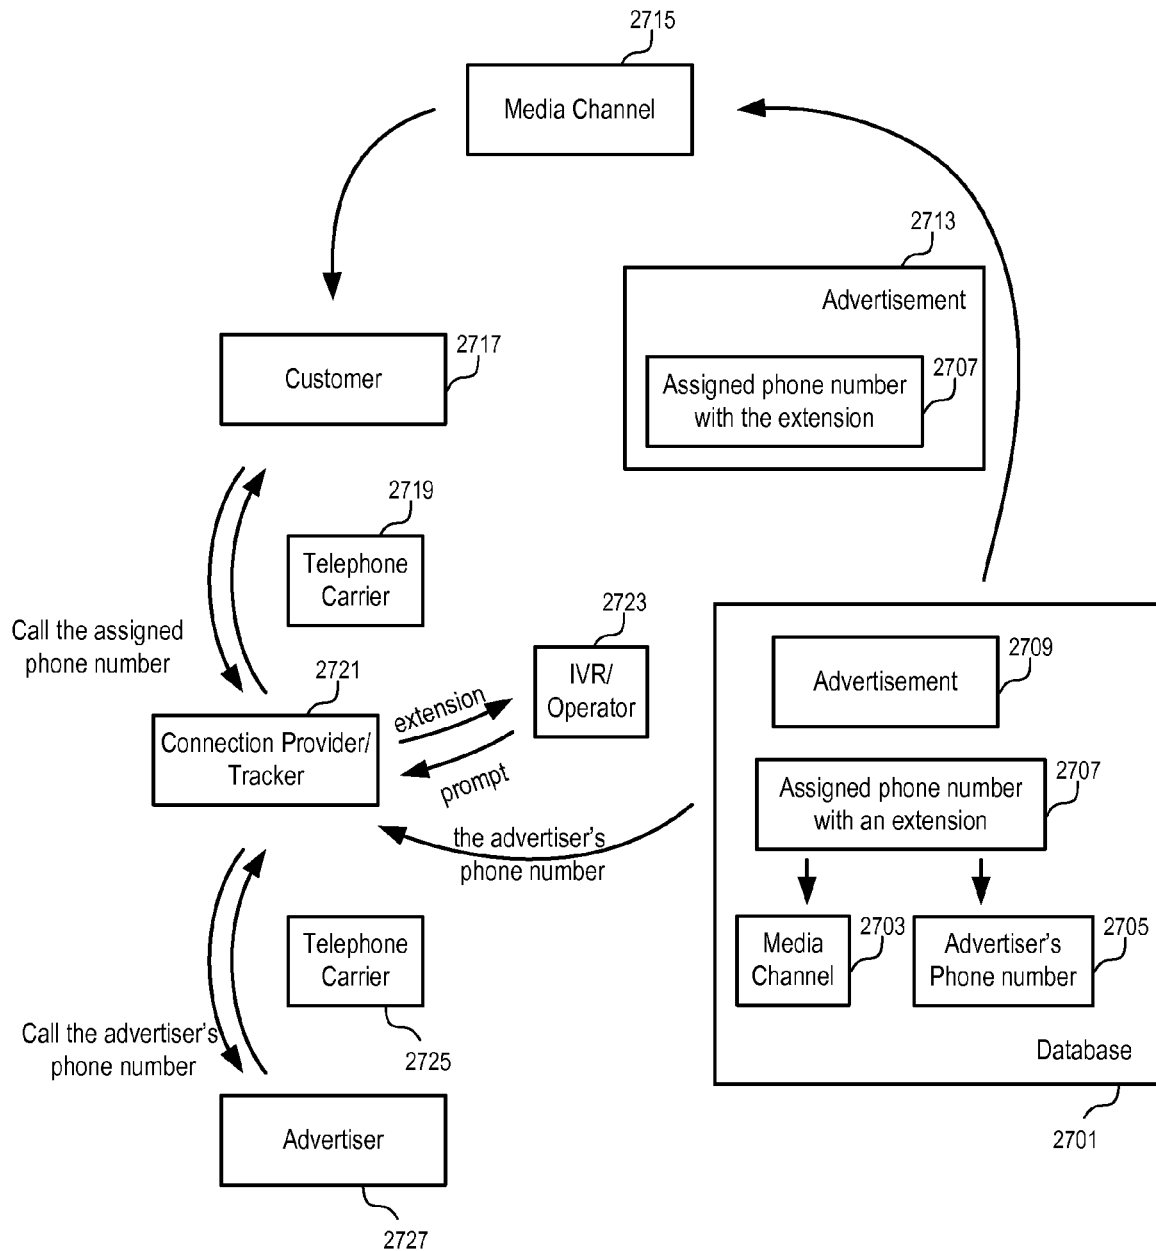 2715
Media Channel
2713
Advertisement
2717
Customer
2707
Assigned phone number
with the extension
2719
Telephone
Carrier
Call the assigned
phone number
2723
IVR/
Operator
2721
Connection Provider/
Tracker
extension
prompt
the advertiser's
phone number
2709
Advertisement
2707
Assigned phone number
with an extension
2703
Media
Channel
2705
Advertiser's
Phone number
Database
2701
Telephone
Carrier
2725
Call the advertiser's
phone number
Advertiser
2727